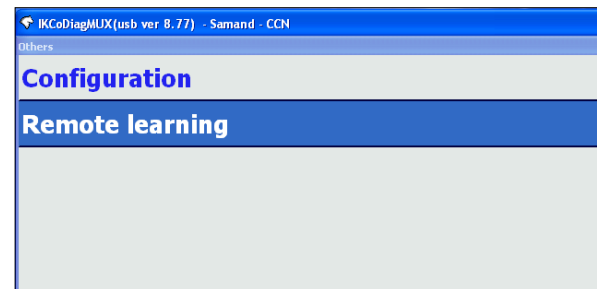 IKCoDiagMUX(usb ver 8.77) - Samand - CCN
Others
Configuration
Remote learning